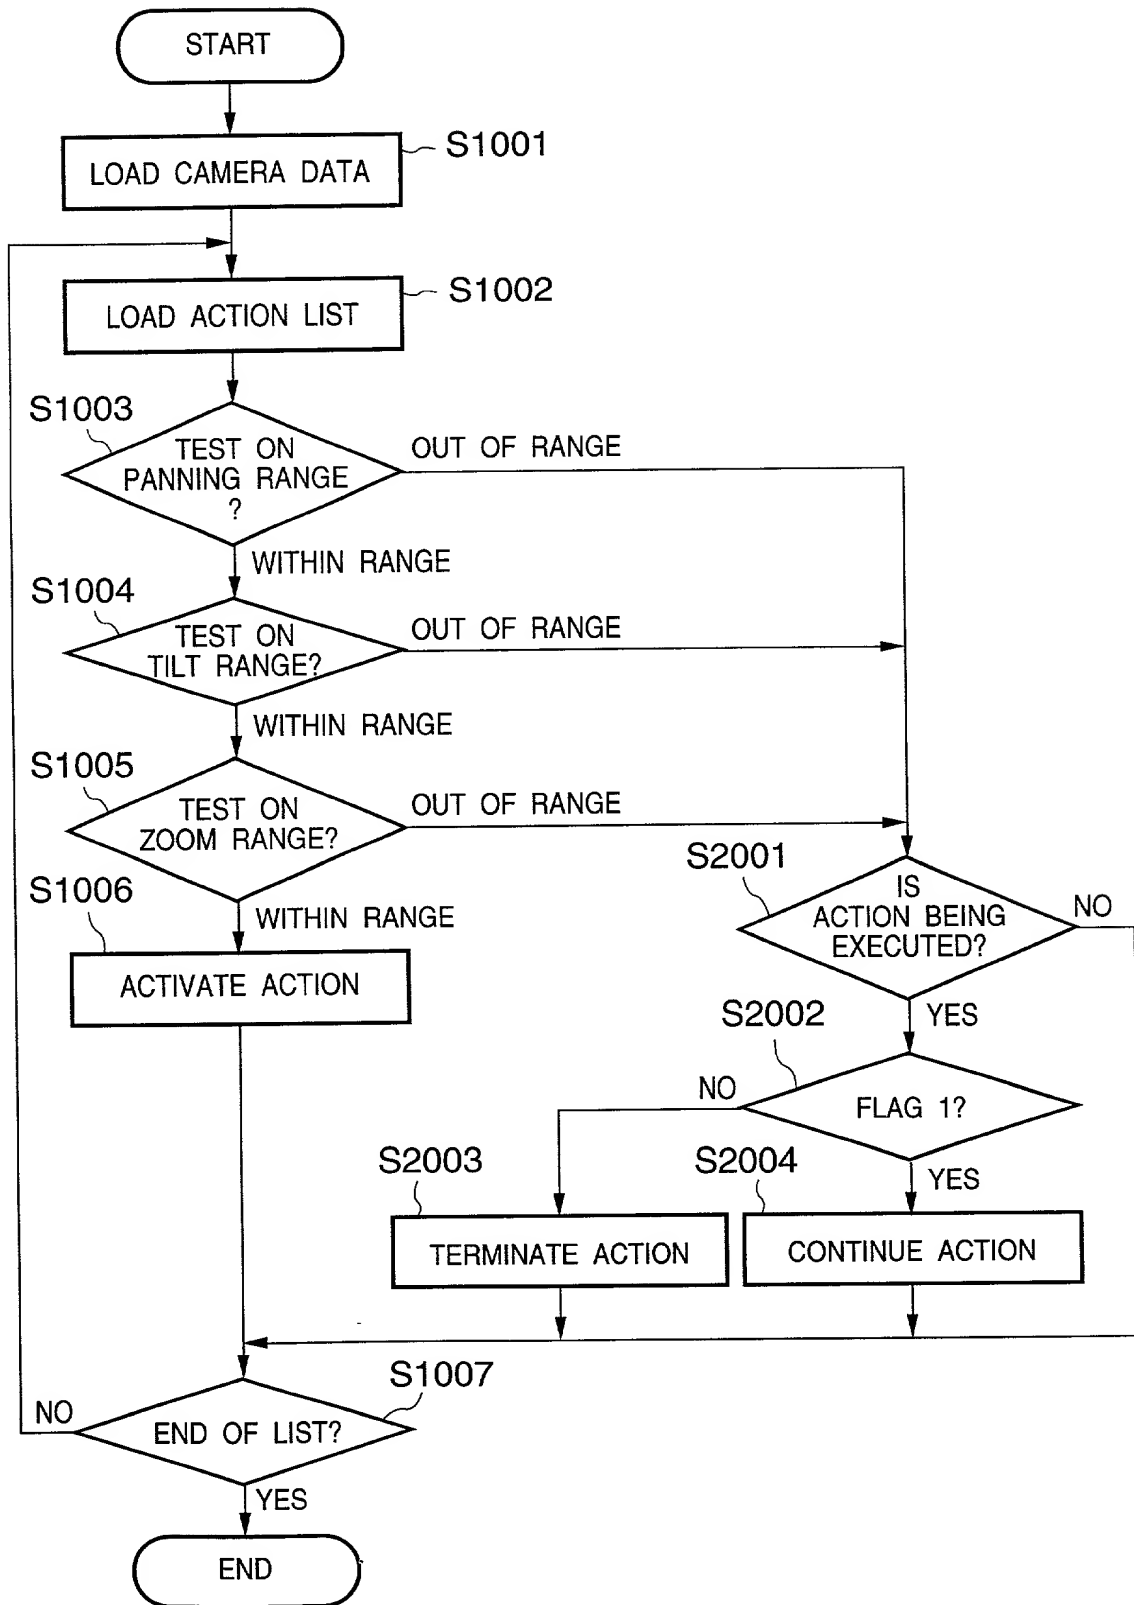 START
S1001
LOAD CAMERA DATA
S1002
LOAD ACTION LIST
S1003
TEST ON
PANNING RANGE
?
OUT OF RANGE
WITHIN RANGE
S1004
TEST ON
TILT RANGE?
OUT OF RANGE
WITHIN RANGE
S1005
TEST ON
ZOOM RANGE?
OUT OF RANGE
WITHIN RANGE
S1006
ACTIVATE ACTION
S2001
IS
ACTION BEING
EXECUTED?
NO
YES
S2002
FLAG 1?
NO
YES
S2003
TERMINATE ACTION
S2004
CONTINUE ACTION
S1007
END OF LIST?
NO
YES
END